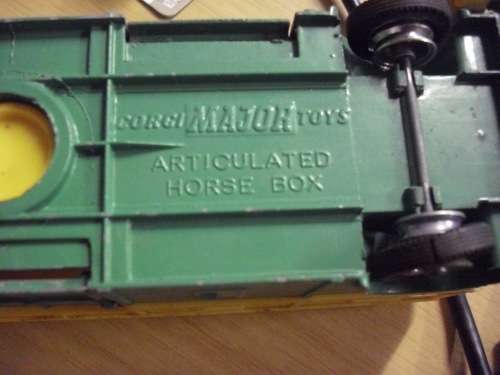 CORGI MAJOR TOYS
ARTICULATED
HORSE BOX